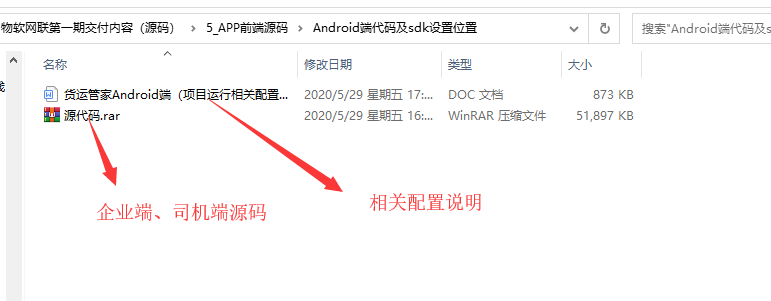 物软网联第一期交付内容（源码） › 5_APP前端源码 › Android端代码及sdk设置位置
搜索"Android端代码及s
名称 修改日期 类型 大小
货运管家Android端（项目运行相关配置... 2020/5/29 星期五 17:... DOC 文档 873 KB
源代码.rar 2020/5/29 星期五 16:... WinRAR 压缩文件 51,897 KB
相关配置说明
企业端、司机端源码